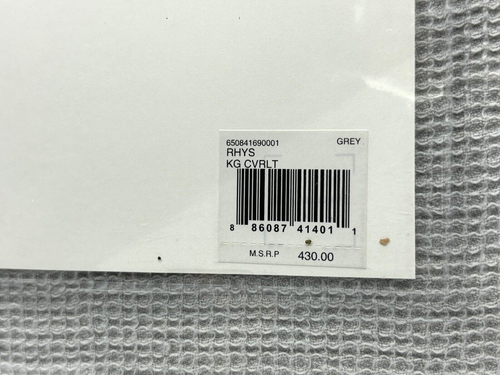 650841690001 GREY
RHYS
KG CVRLT
8 86087 41401 1
M.S.R.P 430.00